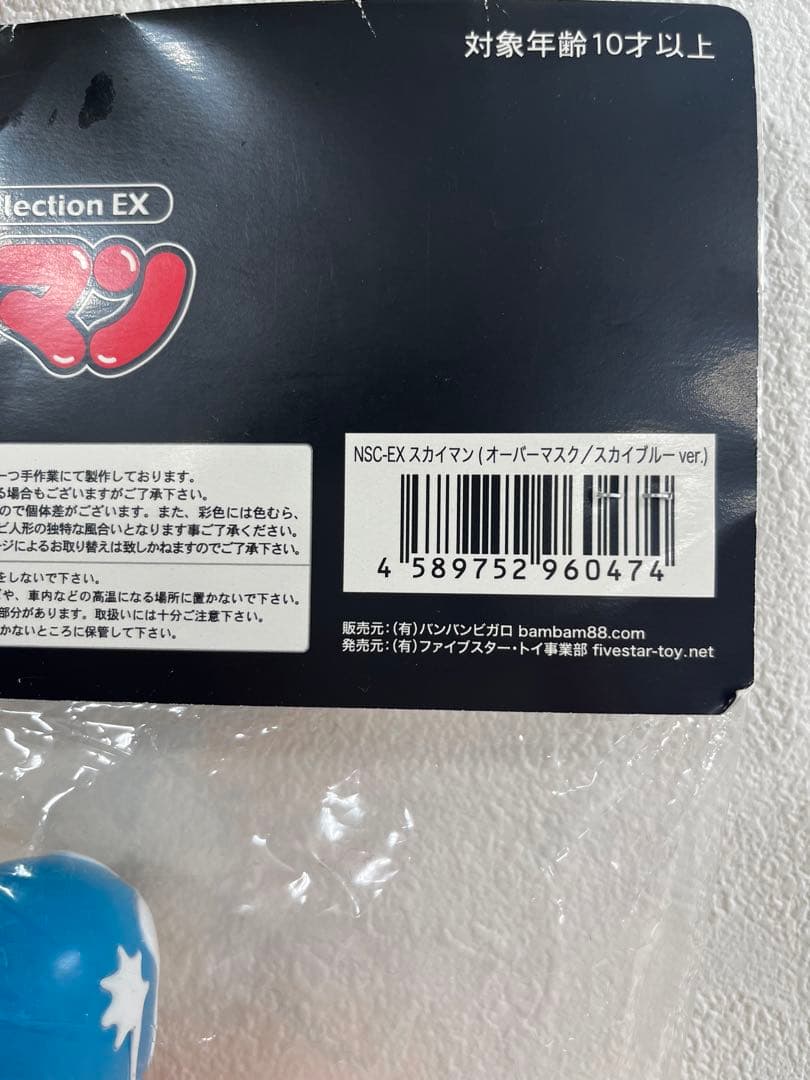 対象年齢10才以上
lection EX
マン
一つ手作業にて製作しております。
る場合もございますがご了承下さい。
ので個体差がございます。また、彩色には色むら、
ビ人形の独特な風合いとなります事ご了承ください。
ージによるお取り替えは致しかねますのでご了承下さい。
をしないで下さい。
や、車内などの高温になる場所に置かないで下さい。
部分があります。取扱いには十分ご注意下さい。
かないところに保管して下さい。
NSC-EX スカイマン ( オーバーマスク／スカイブルー ver.)
4 589752 960474
販売元:(有)バンバンビガロ bambam88.com
発売元:(有)ファイブスター・トイ事業部 fivestar-toy.net